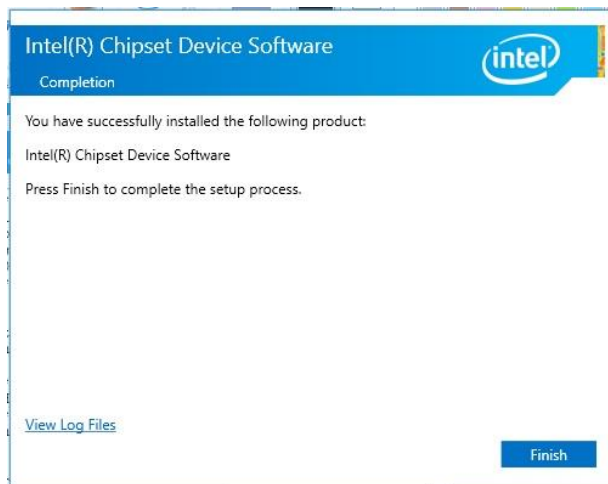 Intel(R) Chipset Device Software
intel
Completion
You have successfully installed the following product:
Intel(R) Chipset Device Software
Press Finish to complete the setup process.
View Log Files
Finish